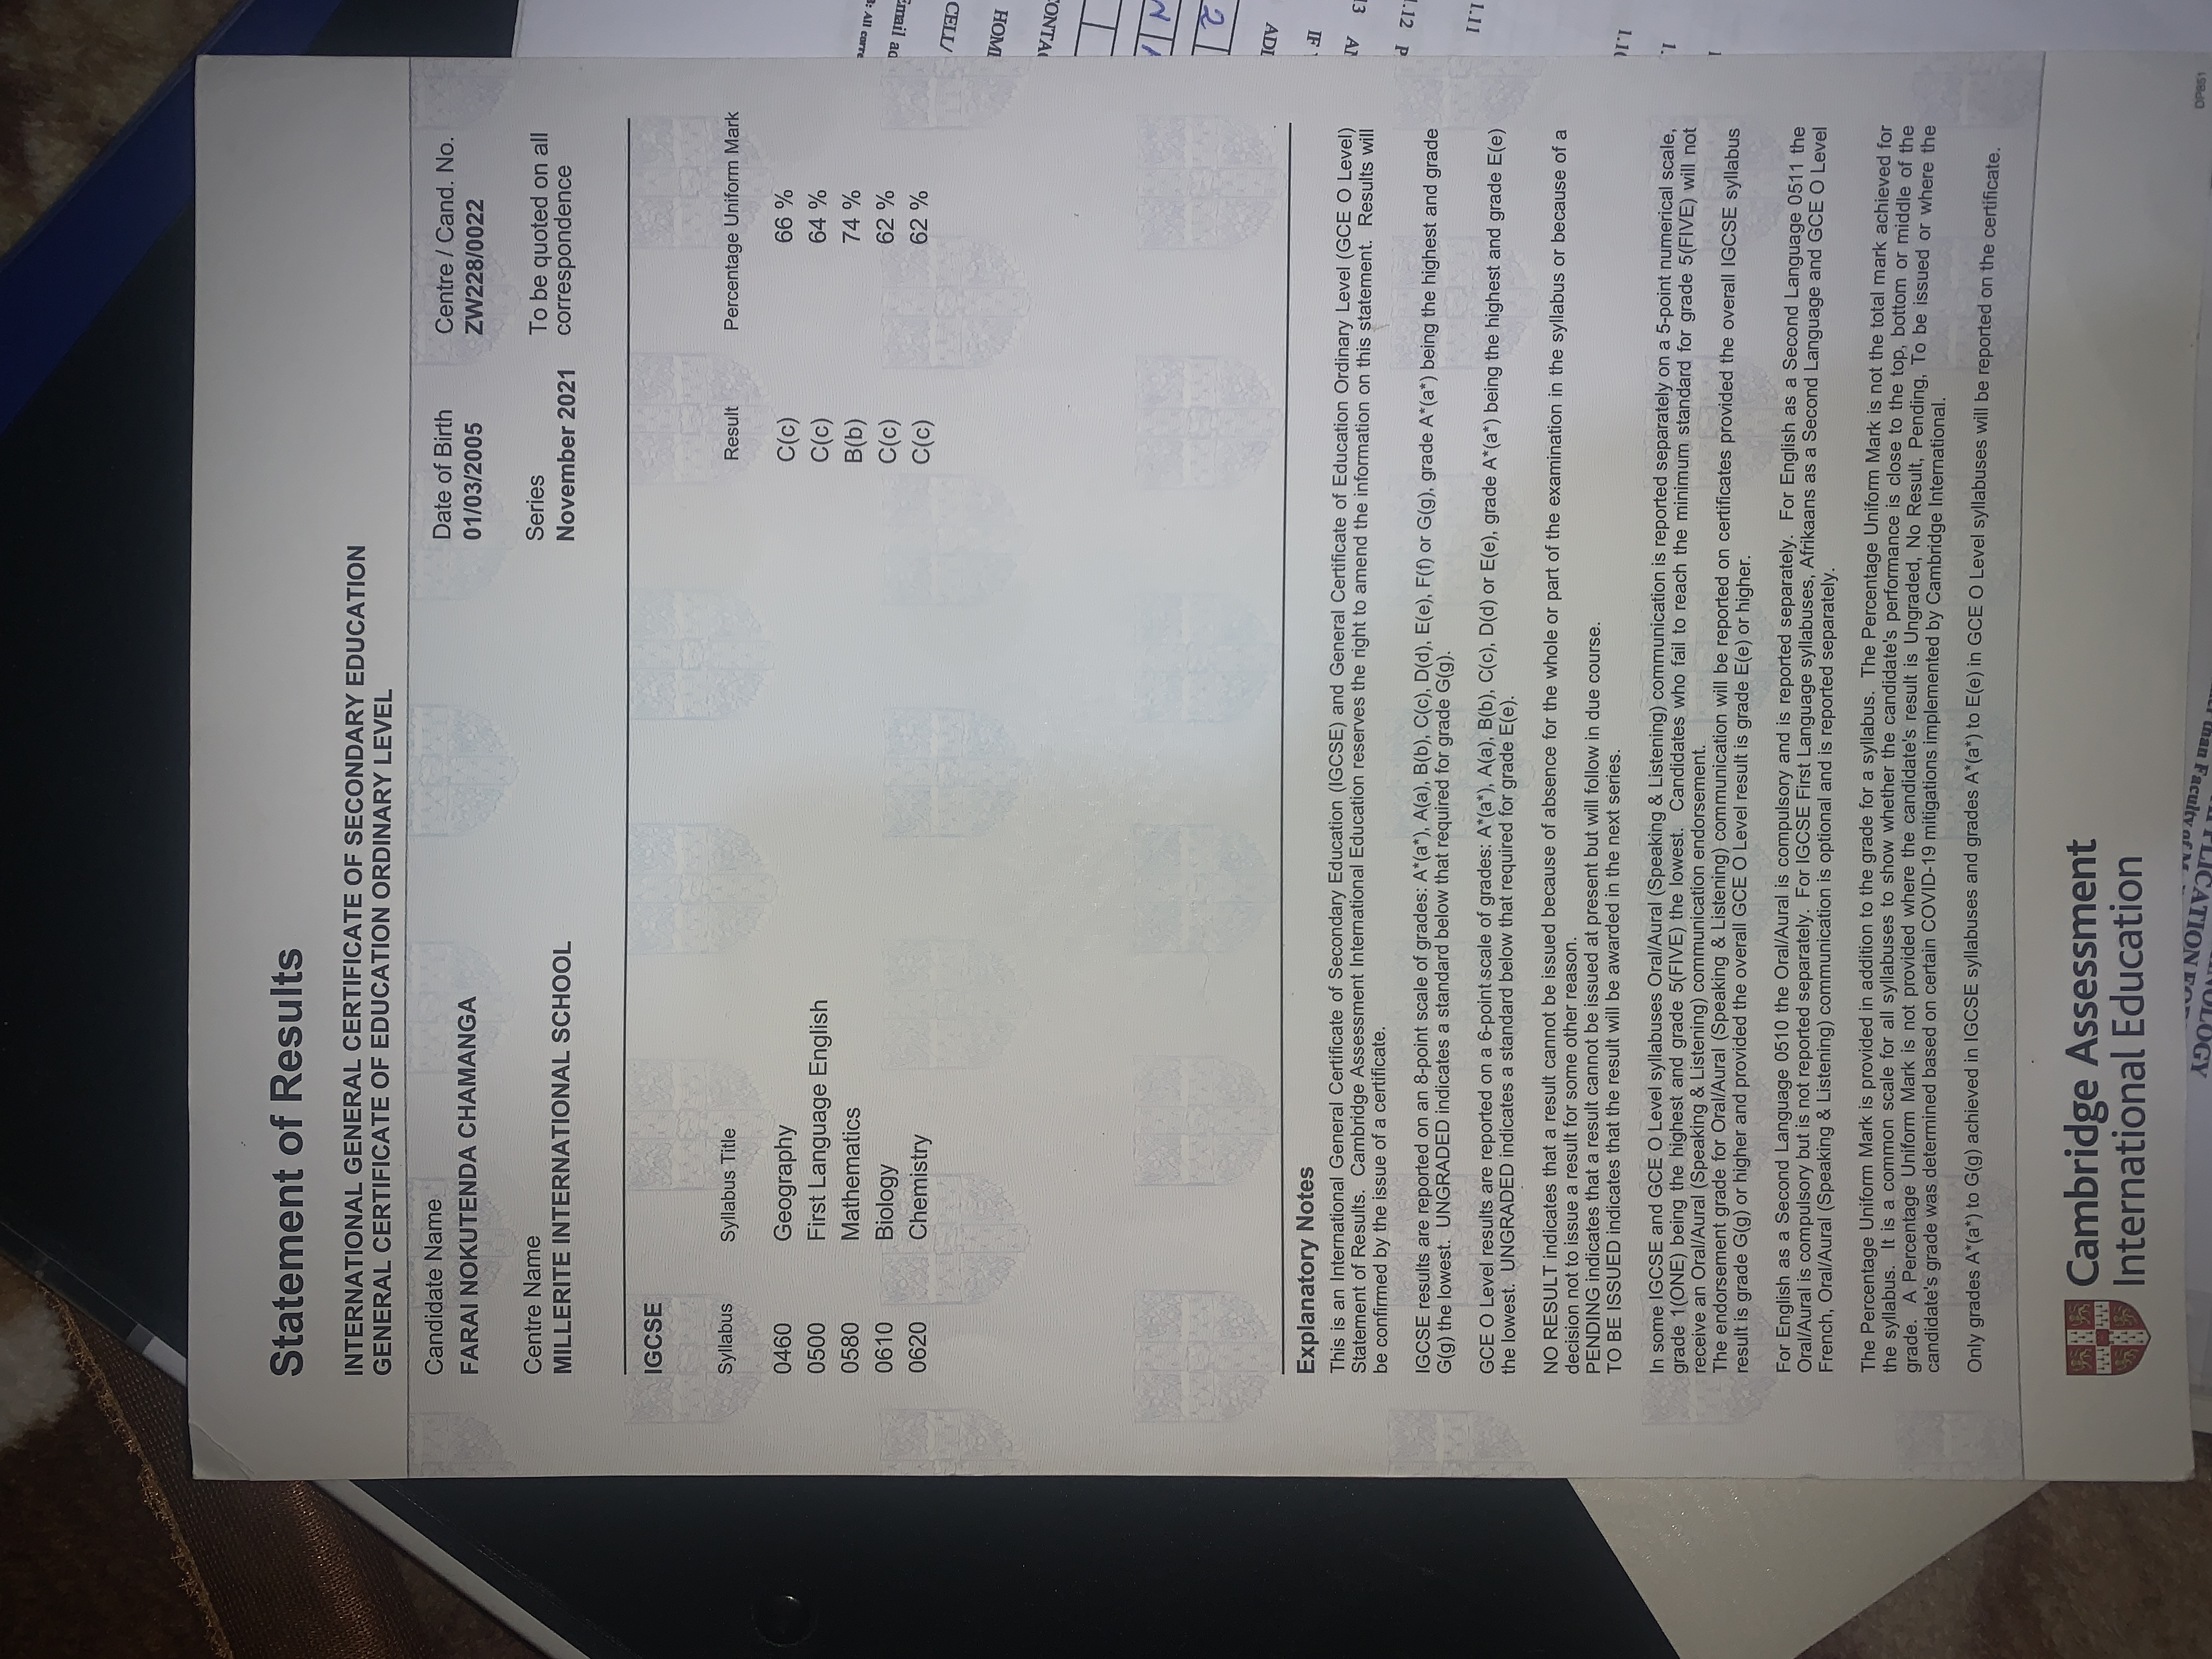 Statement of Results
INTERNATIONAL GENERAL CERTIFICATE OF SECONDARY EDUCATION
GENERAL CERTIFICATE OF EDUCATION ORDINARY LEVEL
Candidate Name
FARAI NOKUTENDA CHAMANGA
Date of Birth
01/03/2005
Centre / Cand. No.
ZW228/0022
Centre Name
MILLERITE INTERNATIONAL SCHOOL
Series
November 2021
To be quoted on all
correspondence
IGCSE
Syllabus Syllabus Title Result Percentage Uniform Mark
0460 Geography C(c) 66 %
0500 First Language English C(c) 64 %
0580 Mathematics B(b) 74 %
0610 Biology C(c) 62 %
0620 Chemistry C(c) 62 %
Explanatory Notes
This is an International General Certificate of Secondary Education (IGCSE) and General Certificate of Education Ordinary Level (GCE O Level)
Statement of Results. Cambridge Assessment International Education reserves the right to amend the information on this statement. Results will
be confirmed by the issue of a certificate.
IGCSE results are reported on an 8-point scale of grades: A*(a*), A(a), B(b), C(c), D(d), E(e), F(f) or G(g), grade A*(a*) being the highest and grade
G(g) the lowest. UNGRADED indicates a standard below that required for grade G(g).
GCE O Level results are reported on a 6-point scale of grades: A*(a*), A(a), B(b), C(c), D(d) or E(e), grade A*(a*) being the highest and grade E(e)
the lowest. UNGRADED indicates a standard below that required for grade E(e).
NO RESULT indicates that a result cannot be issued because of absence for the whole or part of the examination in the syllabus or because of a
decision not to issue a result for some other reason.
PENDING indicates that a result cannot be issued at present but will follow in due course.
TO BE ISSUED indicates that the result will be awarded in the next series.
In some IGCSE and GCE O Level syllabuses Oral/Aural (Speaking & Listening) communication is reported separately on a 5-point numerical scale,
grade 1(ONE) being the highest and grade 5(FIVE) the lowest. Candidates who fail to reach the minimum standard for grade 5(FIVE) will not
receive an Oral/Aural (Speaking & Listening) communication endorsement.
The endorsement grade for Oral/Aural (Speaking & Listening) communication will be reported on certificates provided the overall IGCSE syllabus
result is grade G(g) or higher and provided the overall GCE O Level result is grade E(e) or higher.
For English as a Second Language 0510 the Oral/Aural is compulsory and is reported separately. For English as a Second Language 0511 the
Oral/Aural is compulsory but is not reported separately. For IGCSE First Language syllabuses, Afrikaans as a Second Language and GCE O Level
French, Oral/Aural (Speaking & Listening) communication is optional and is reported separately.
The Percentage Uniform Mark is provided in addition to the grade for a syllabus. The Percentage Uniform Mark is not the total mark achieved for
the syllabus. It is a common scale for all syllabuses to show whether the candidate's performance is close to the top, bottom or middle of the
grade. A Percentage Uniform Mark is not provided where the candidate's result is Ungraded, No Result, Pending, To be issued or where the
candidate's grade was determined based on certain COVID-19 mitigations implemented by Cambridge International.
Only grades A*(a*) to G(g) achieved in IGCSE syllabuses and grades A*(a*) to E(e) in GCE O Level syllabuses will be reported on the certificate.
Cambridge Assessment
International Education
DP851
1.11
CELL/
IF
than Faculty of